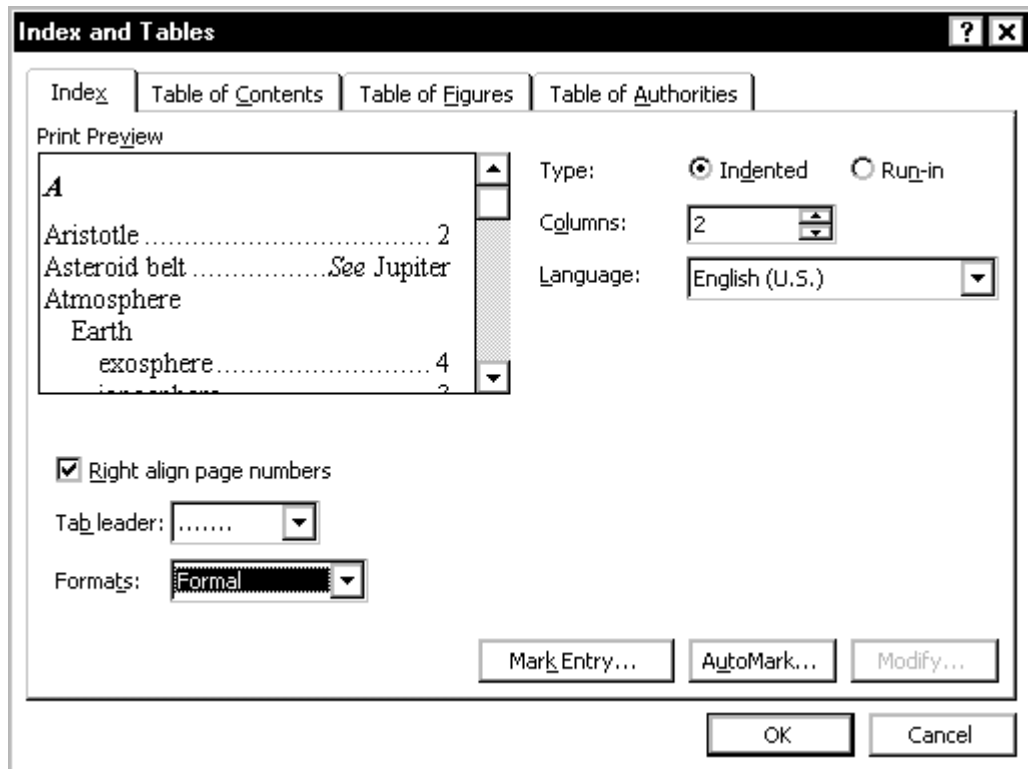 Index and Tables
Index Table of Contents Table of Figures Table of Authorities
Print Preview
A
Aristotle ................................... 2
Asteroid belt .................See Jupiter
Atmosphere
Earth
exosphere .......................... 4
Type: Indented Run-in
Columns: 2
Language: English (U.S.)
Right align page numbers
Tab leader: .......
Formats: Formal
Mark Entry... AutoMark... Modify...
OK Cancel